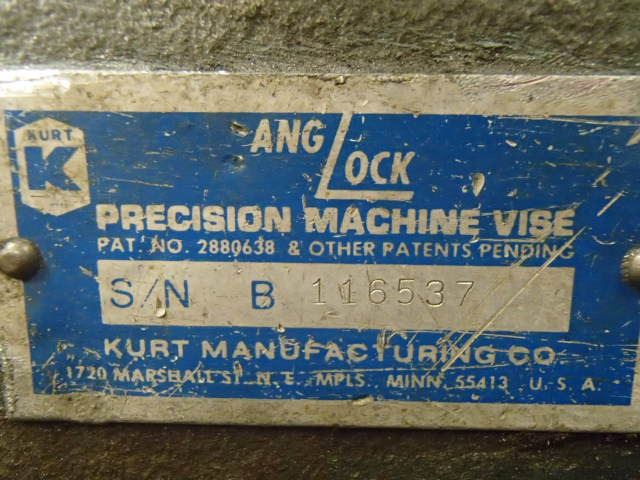 KURT
K
ANG LOCK
PRECISION MACHINE VISE
PAT. NO. 2880638 & OTHER PATENTS PENDING
S/N B 116537
KURT MANUFACTURING CO
1720 MARSHALL ST. N.E. MPLS. MINN. 55413 U.S.A.